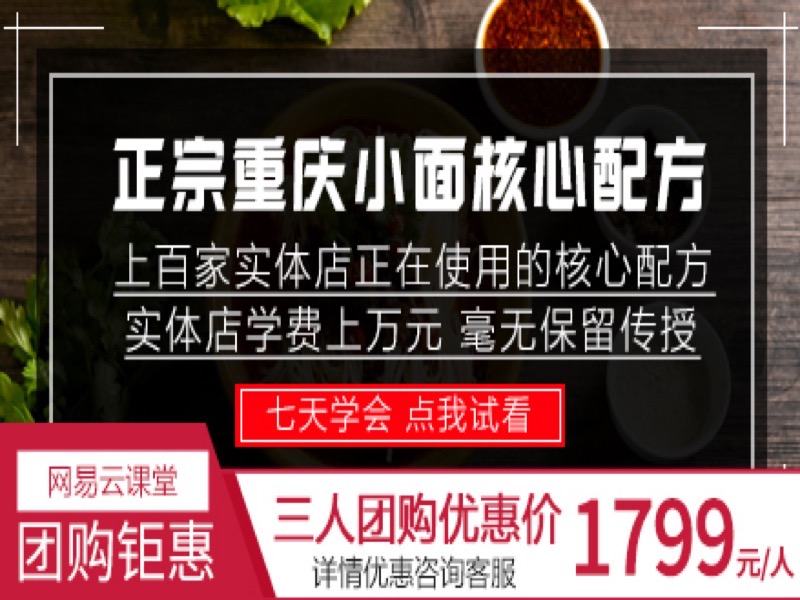 正宗重庆小面核心配方
上百家实体店正在使用的核心配方
实体店学费上万元 毫无保留传授
七天学会 点我试看
网易云课堂
团购钜惠
三人团购优惠价
详情优惠咨询客服
1799元/人